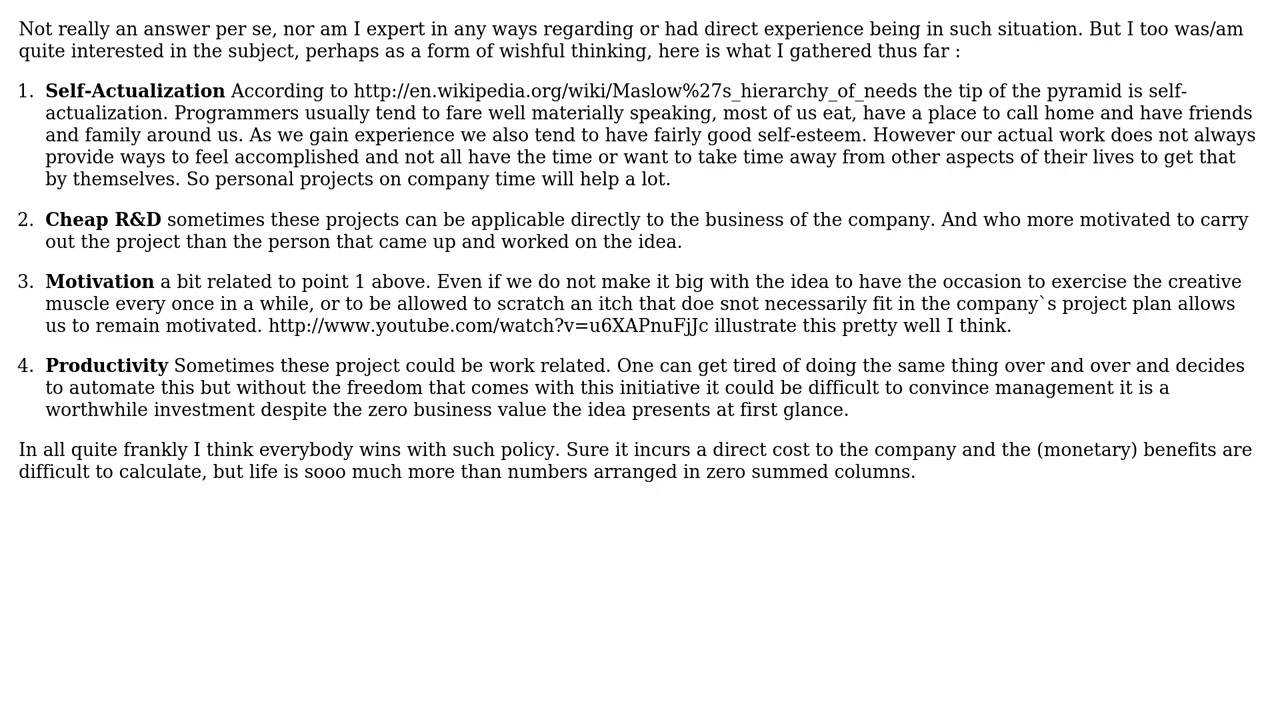 Not really an answer per se, nor am I expert in any ways regarding or had direct experience being in such situation. But I too was/am
quite interested in the subject, perhaps as a form of wishful thinking, here is what I gathered thus far :
1. Self-Actualization According to http://en.wikipedia.org/wiki/Maslow%27s_hierarchy_of_needs the tip of the pyramid is self-
actualization. Programmers usually tend to fare well materially speaking, most of us eat, have a place to call home and have friends
and family around us. As we gain experience we also tend to have fairly good self-esteem. However our actual work does not always
provide ways to feel accomplished and not all have the time or want to take time away from other aspects of their lives to get that
by themselves. So personal projects on company time will help a lot.
2. Cheap R&D sometimes these projects can be applicable directly to the business of the company. And who more motivated to carry
out the project than the person that came up and worked on the idea.
3. Motivation a bit related to point 1 above. Even if we do not make it big with the idea to have the occasion to exercise the creative
muscle every once in a while, or to be allowed to scratch an itch that doe snot necessarily fit in the company`s project plan allows
us to remain motivated. http://www.youtube.com/watch?v=u6XAPnuFjJc illustrate this pretty well I think.
4. Productivity Sometimes these project could be work related. One can get tired of doing the same thing over and over and decides
to automate this but without the freedom that comes with this initiative it could be difficult to convince management it is a
worthwhile investment despite the zero business value the idea presents at first glance.
In all quite frankly I think everybody wins with such policy. Sure it incurs a direct cost to the company and the (monetary) benefits are
difficult to calculate, but life is sooo much more than numbers arranged in zero summed columns.